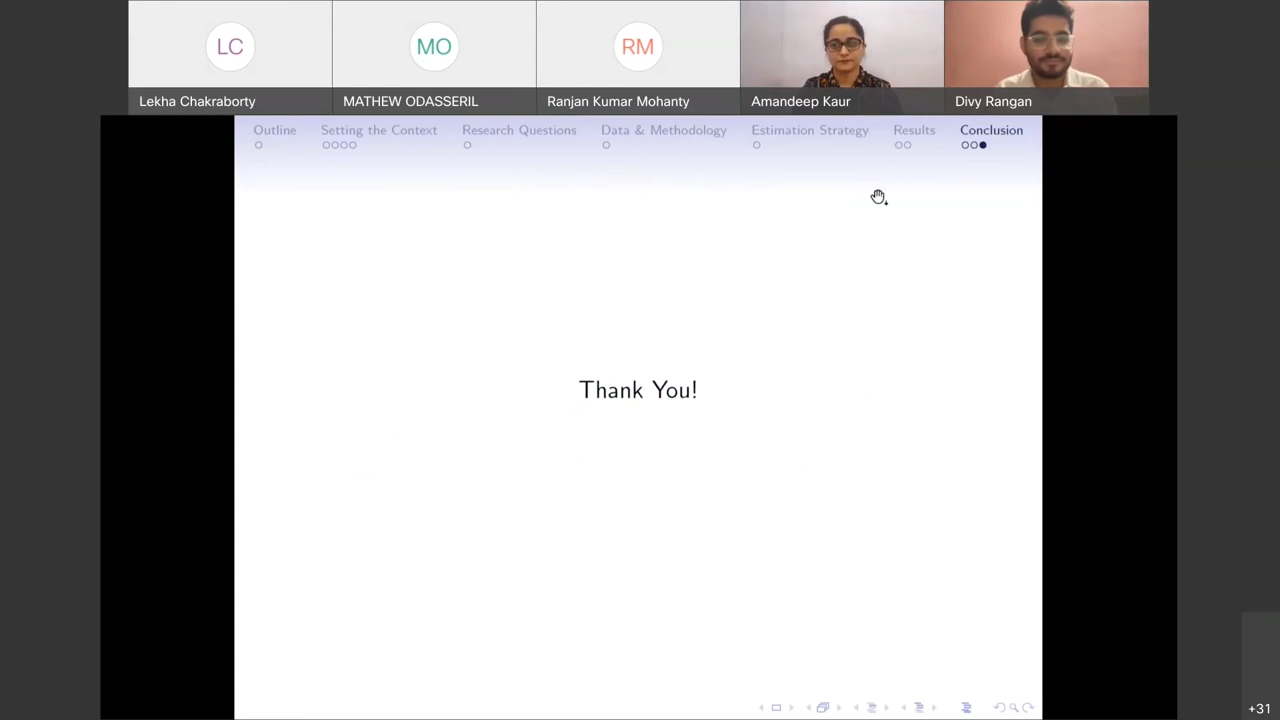 LC
MO
RM
Lekha Chakraborty
MATHEW ODASSERIL
Ranjan Kumar Mohanty
Amandeep Kaur
Divy Rangan
Outline
Setting the Context
Research Questions
Data & Methodology
Estimation Strategy
Results
Conclusion
Thank You!
+31